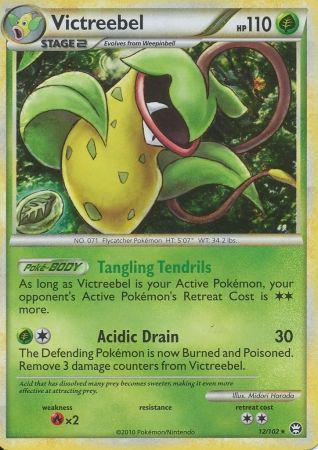 Victreebel
HP 110
STAGE 2 Evolves from Weepinbell
NO. 071 Flycatcher Pokémon HT: 5'07" WT: 34.2 lbs.
Poké-BODY Tangling Tendrils
As long as Victreebel is your Active Pokémon, your
opponent's Active Pokémon's Retreat Cost is
more.
Acidic Drain 30
The Defending Pokémon is now Burned and Poisoned.
Remove 3 damage counters from Victreebel.
Acid that has dissolved many prey becomes sweeter, making it even more
effective at attracting prey.
Illus. Midori Harada
weakness resistance retreat cost
×2
©2010 Pokémon/Nintendo
12/102 ★